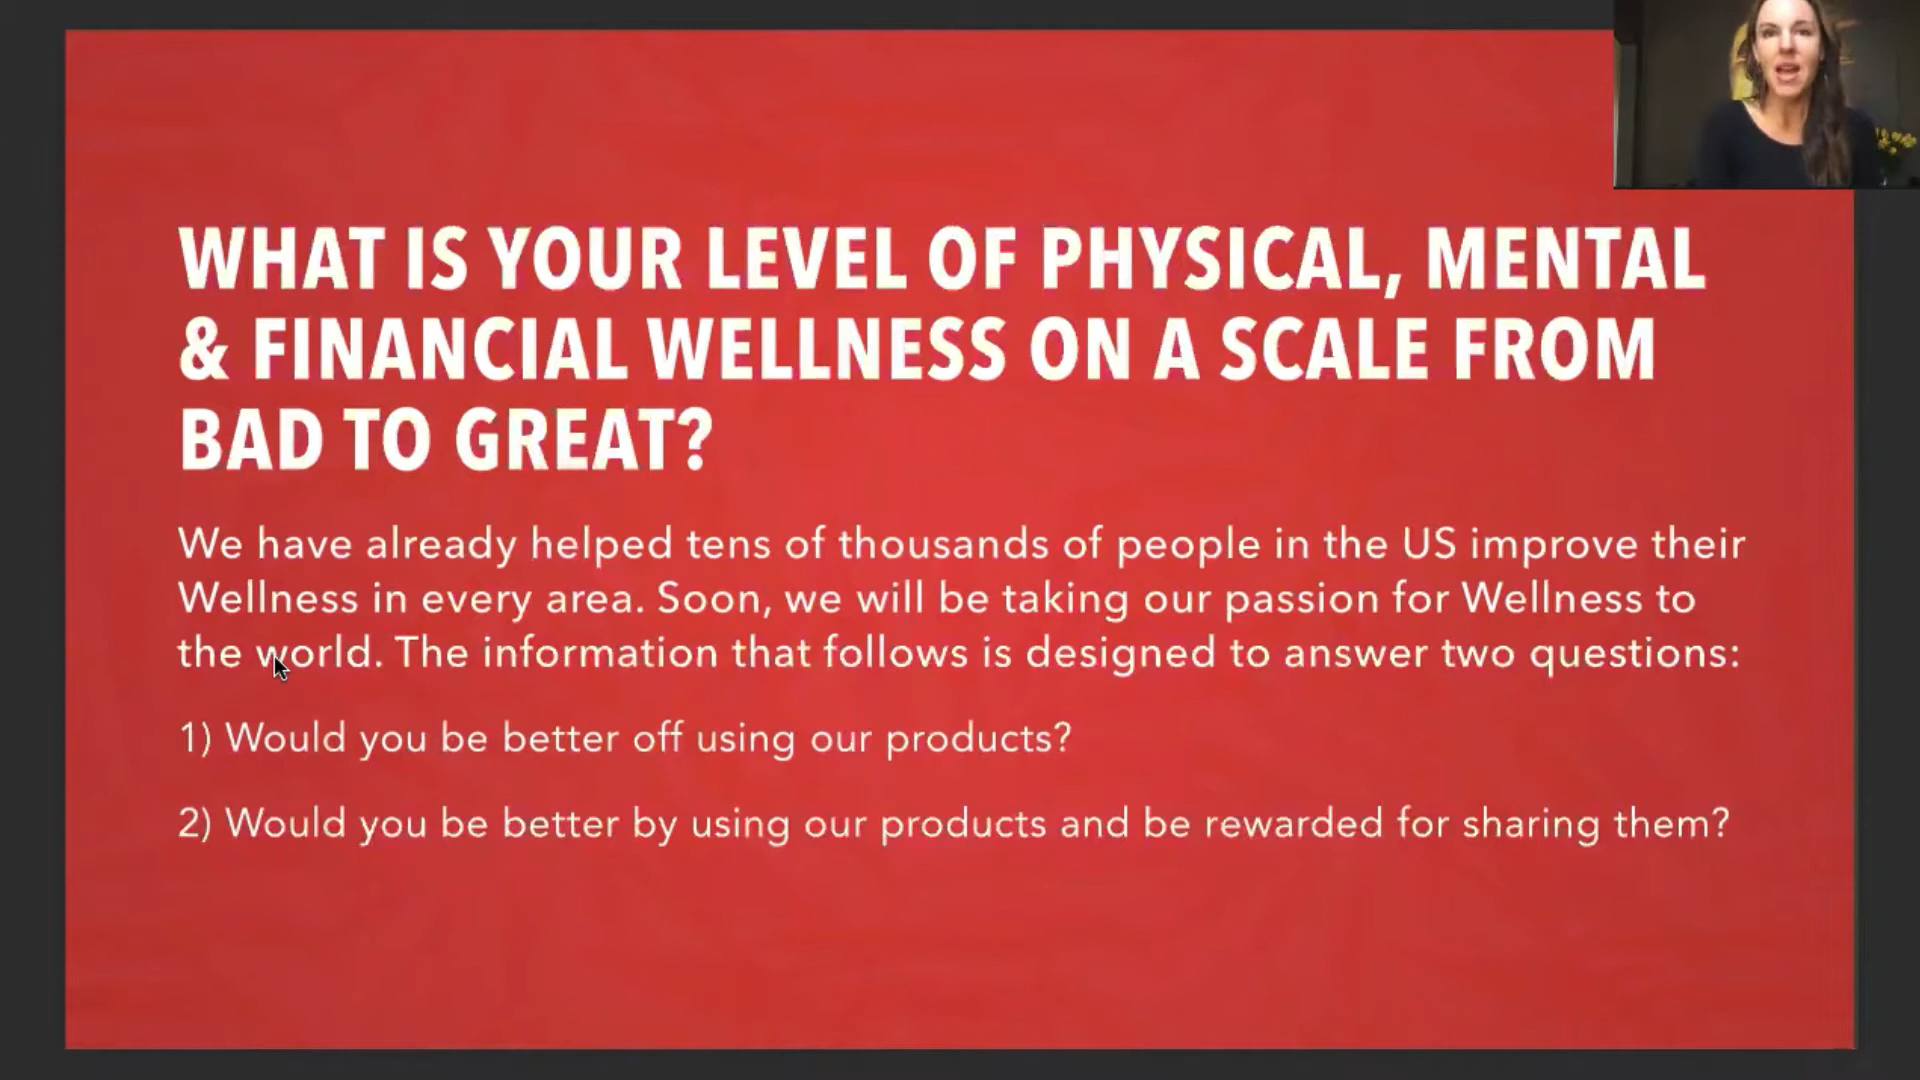 WHAT IS YOUR LEVEL OF PHYSICAL, MENTAL
& FINANCIAL WELLNESS ON A SCALE FROM
BAD TO GREAT?
We have already helped tens of thousands of people in the US improve their
Wellness in every area. Soon, we will be taking our passion for Wellness to
the world. The information that follows is designed to answer two questions:
1) Would you be better off using our products?
2) Would you be better by using our products and be rewarded for sharing them?